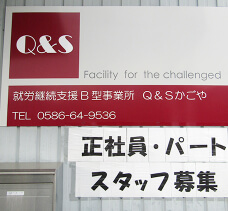 Q&S
Facility for the challenged
就労継続支援B型事業所 Q&Sかごや
TEL 0586-64-9536
正社員・パート
スタッフ募集